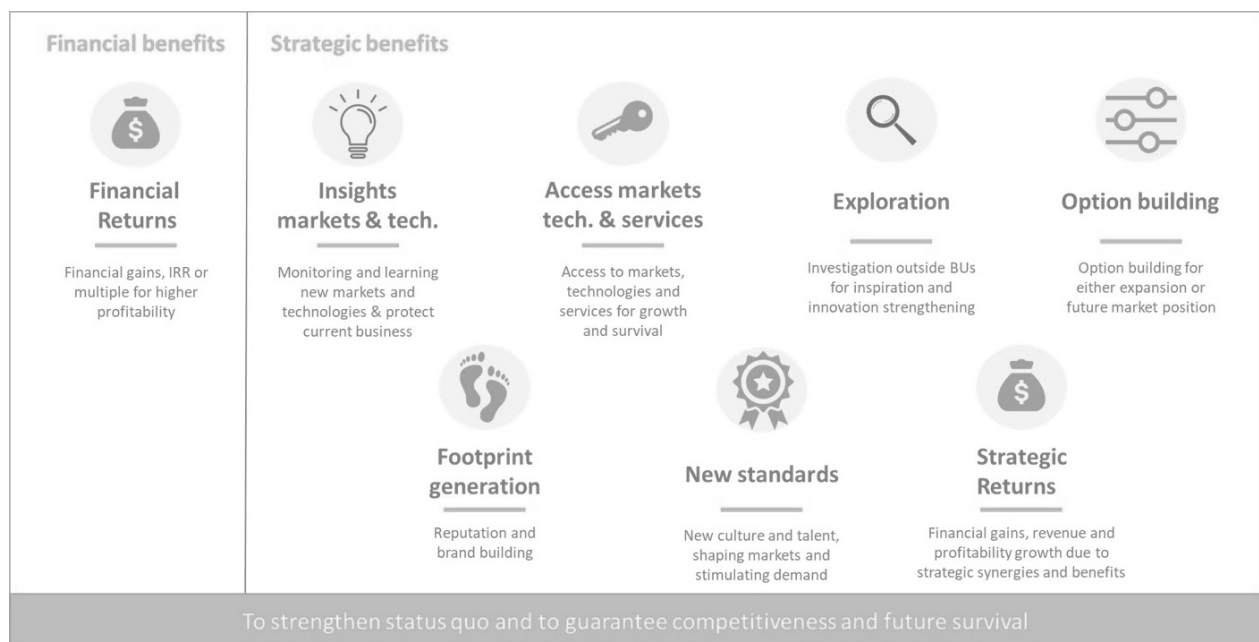 Financial benefits
Strategic benefits
$
Financial
Returns
Financial gains, IRR or
multiple for higher
profitability
Insights
markets & tech.
Monitoring and learning
new markets and
technologies & protect
current business
Access markets
tech. & services
Access to markets,
technologies and
services for growth
and survival
Exploration
Investigation outside BUs
for inspiration and
innovation strengthening
Option building
Option building for
either expansion or
future market position
Footprint
generation
Reputation and
brand building
New standards
New culture and talent,
shaping markets and
stimulating demand
$
Strategic
Returns
Financial gains, revenue and
profitability growth due to
strategic synergies and benefits
To strengthen status quo and to guarantee competitiveness and future survival